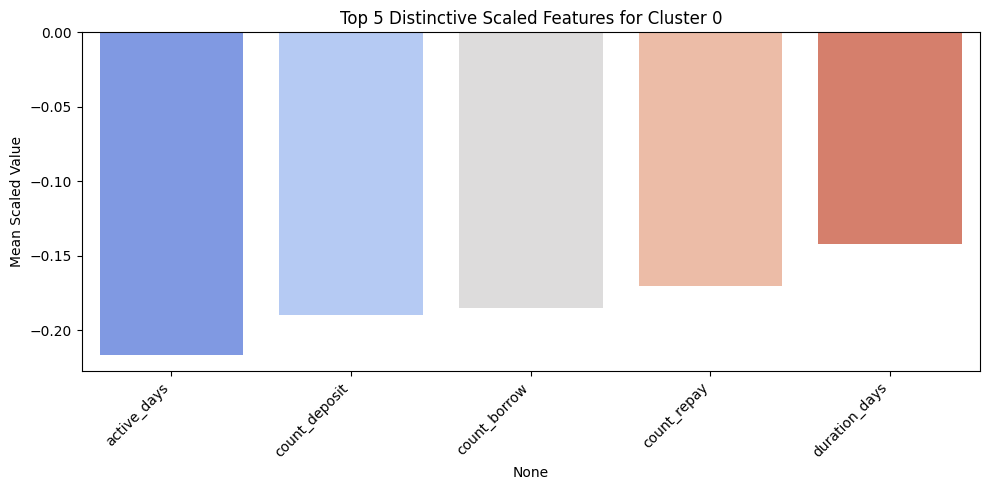 Top 5 Distinctive Scaled Features for Cluster 0
Mean Scaled Value
0.00
−0.05
−0.10
−0.15
−0.20
active_days
count_deposit
count_borrow
count_repay
duration_days
None